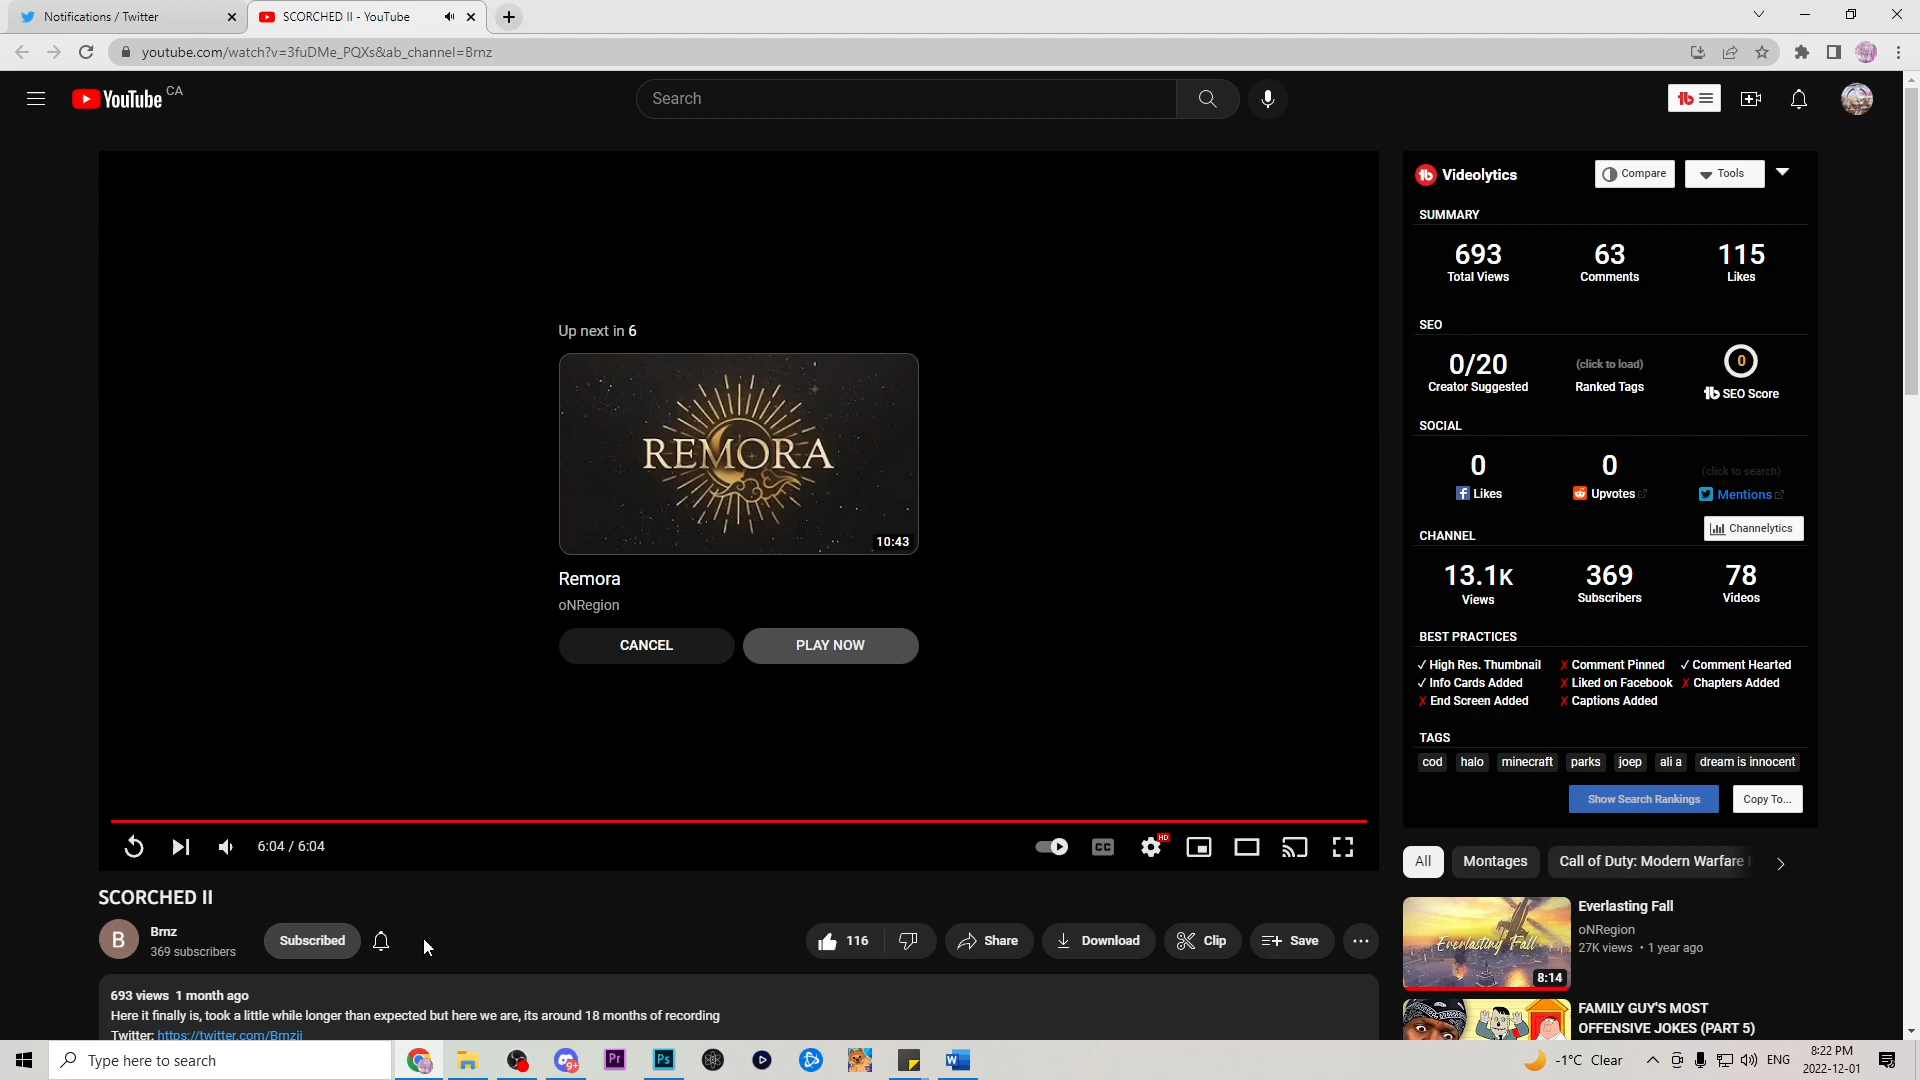 Notifications / Twitter
SCORCHED II - YouTube
youtube.com/watch?v=3fuDMe_PQXs&ab_channel=Brnz
YouTube CA
Search
Up next in 6
REMORA
10:43
Remora
oNRegion
CANCEL
PLAY NOW
6:04 / 6:04
CC
HD
SCORCHED II
B
Brnz
369 subscribers
Subscribed
116
Share
Download
Clip
Save
693 views 1 month ago
Here it finally is, took a little while longer than expected but here we are, its around 18 months of recording
Twitter: https://twitter.com/Brnzii
Videolytics
Compare
Tools
SUMMARY
693 63 115
Total Views Comments Likes
SEO
0/20 (click to load) 0
Creator Suggested Ranked Tags SEO Score
SOCIAL
0 0 (click to search)
Likes Upvotes Mentions
CHANNEL
Channelytics
13.1K 369 78
Views Subscribers Videos
BEST PRACTICES
✓ High Res. Thumbnail ✗ Comment Pinned ✓ Comment Hearted
✓ Info Cards Added ✗ Liked on Facebook ✗ Chapters Added
✗ End Screen Added ✗ Captions Added
TAGS
cod halo minecraft parks joep ali a dream is innocent
Show Search Rankings
Copy To...
All
Montages
Call of Duty: Modern Warfare
Everlasting Fall
8:14
Everlasting Fall
oNRegion
27K views • 1 year ago
FAMILY GUY'S MOST
OFFENSIVE JOKES (PART 5)
Type here to search
9+
Pr
Ps
W
-1°C Clear
ENG
8:22 PM
2022-12-01